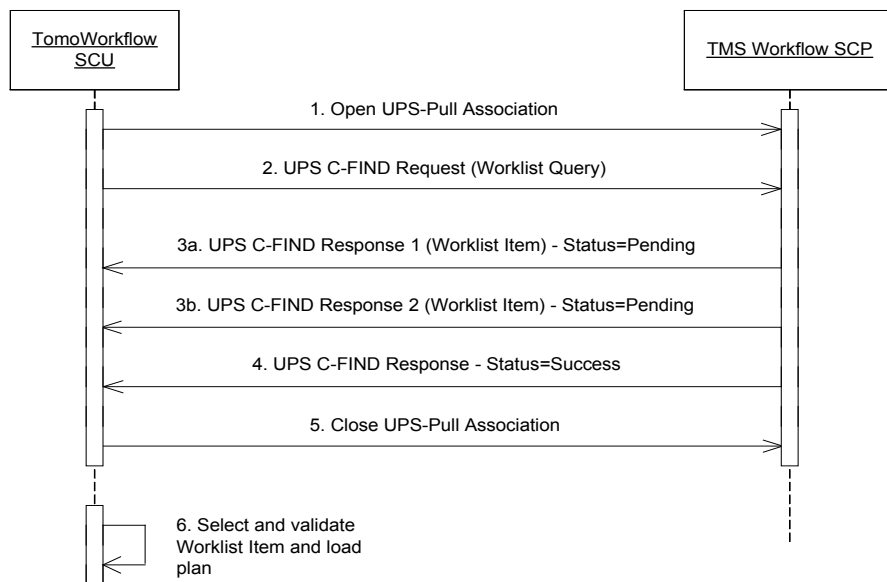 TomoWorkflow
SCU
TMS Workflow SCP
1. Open UPS-Pull Association
2. UPS C-FIND Request (Worklist Query)
3a. UPS C-FIND Response 1 (Worklist Item) - Status=Pending
3b. UPS C-FIND Response 2 (Worklist Item) - Status=Pending
4. UPS C-FIND Response - Status=Success
5. Close UPS-Pull Association
6. Select and validate
Worklist Item and load
plan